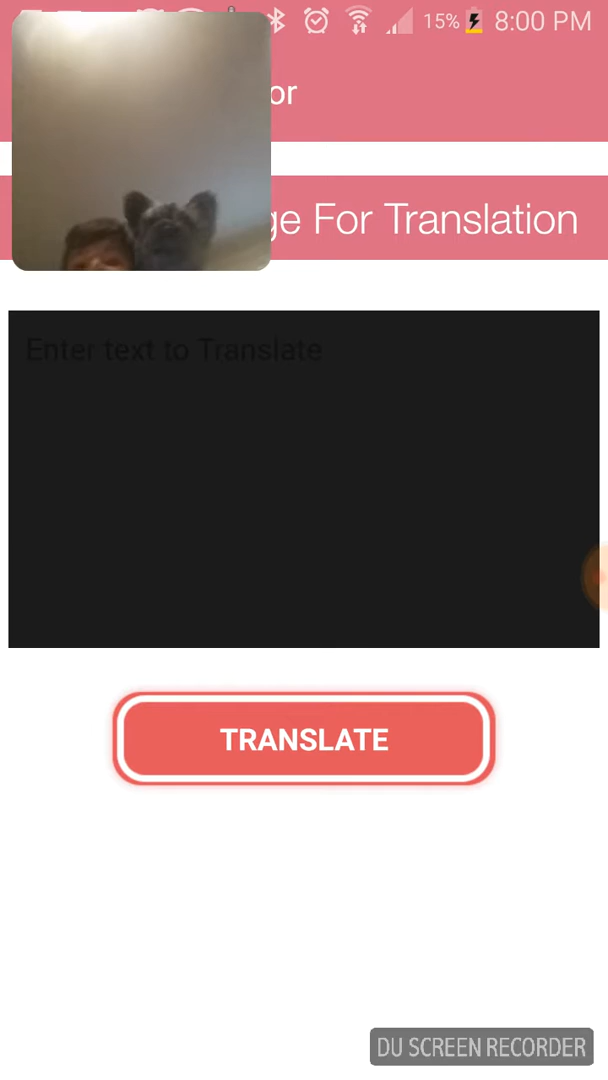 15% 8:00 PM
or
ge For Translation
Enter text to Translate
TRANSLATE
DU SCREEN RECORDER